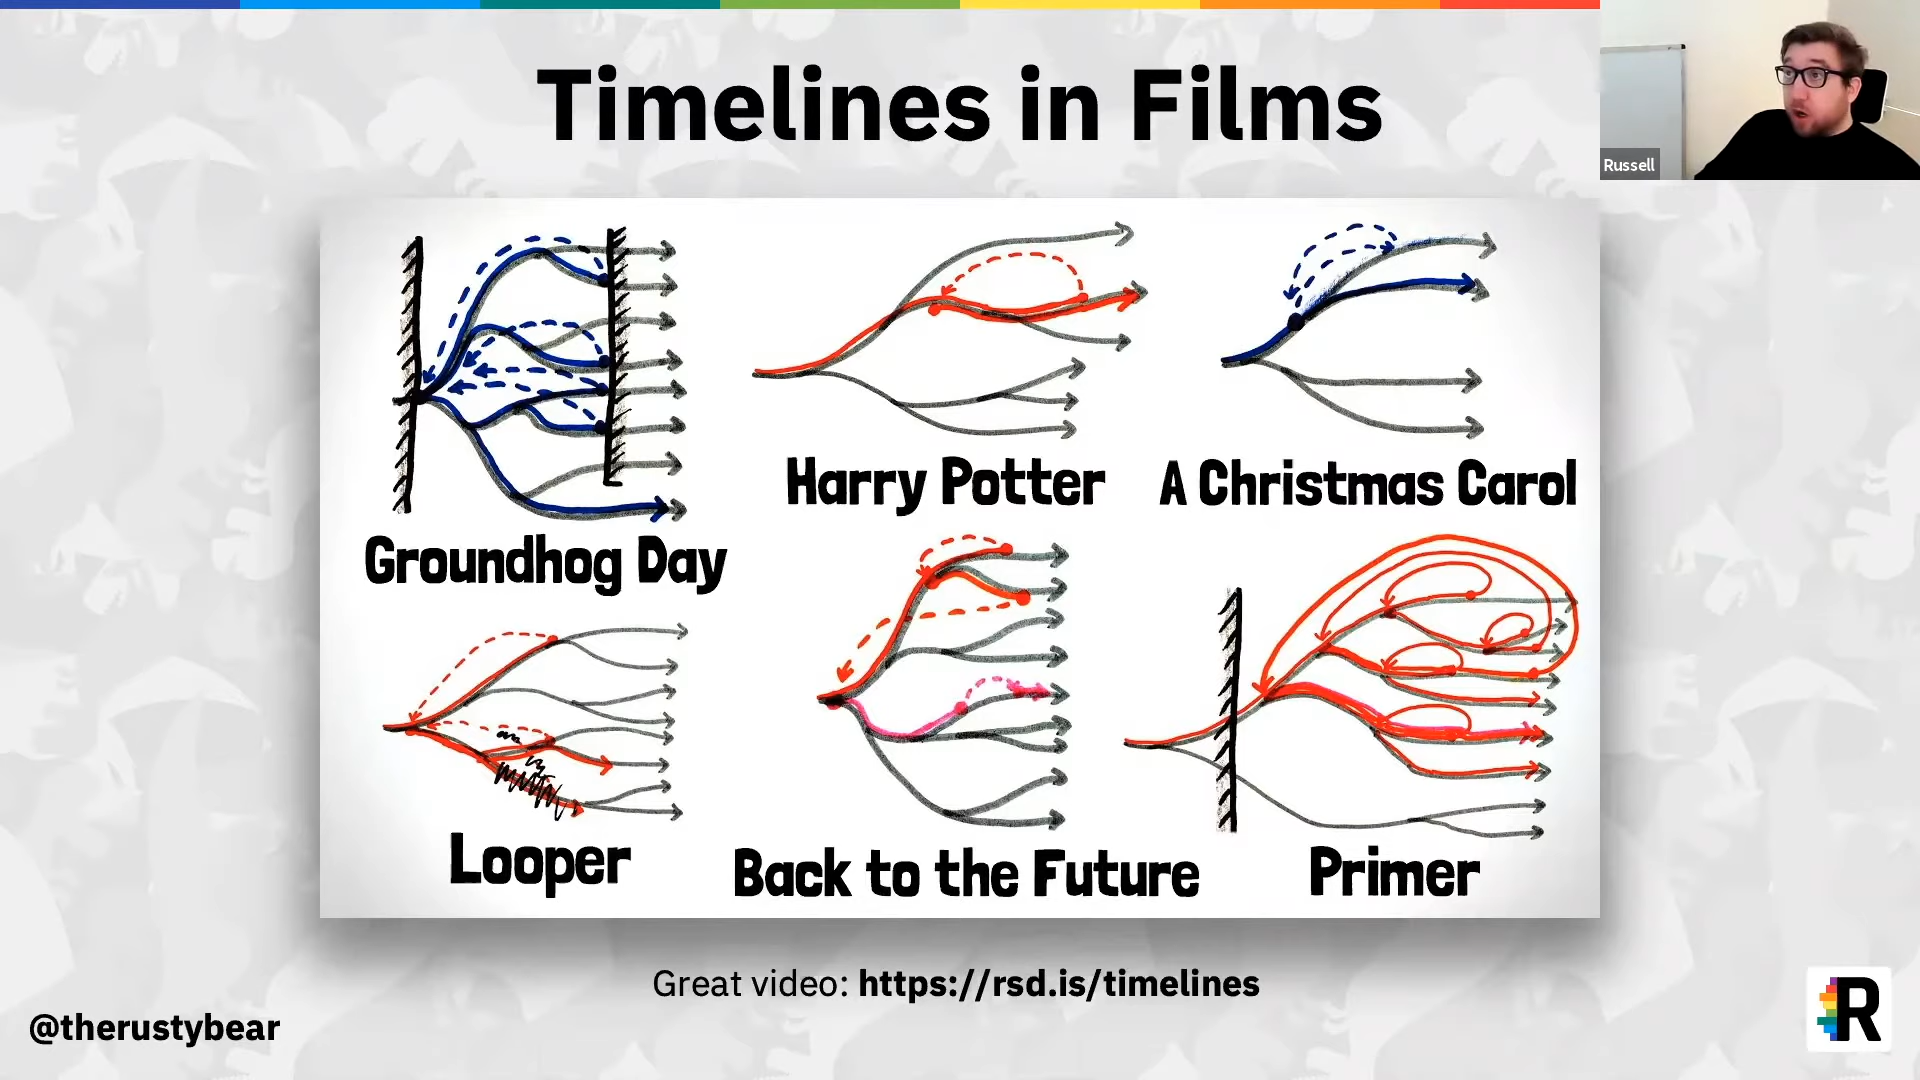 Timelines in Films
Russell
Groundhog Day
Harry Potter
A Christmas Carol
Looper
Back to the Future
Primer
Great video: https://rsd.is/timelines
@therustybear
R